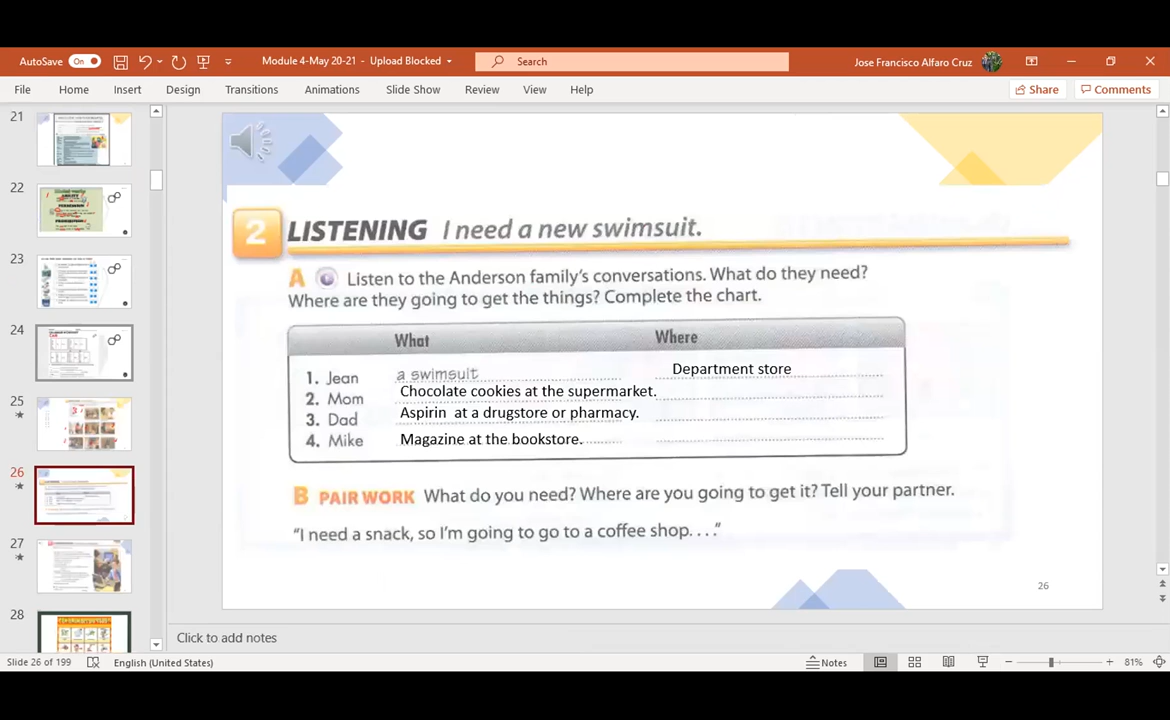 AutoSave On Module 4-May 20-21 - Upload Blocked Search Jose Francisco Alfaro Cruz
File Home Insert Design Transitions Animations Slide Show Review View Help Share Comments
21
22
23
24
25
26
27
28
2 LISTENING I need a new swimsuit.
A Listen to the Anderson family's conversations. What do they need?
Where are they going to get the things? Complete the chart.
What Where
1. Jean a swimsuit Department store
2. Mom Chocolate cookies at the supermarket.
3. Dad Aspirin at a drugstore or pharmacy.
4. Mike Magazine at the bookstore.
B PAIR WORK What do you need? Where are you going to get it? Tell your partner.
"I need a snack, so I'm going to go to a coffee shop. . . ."
26
Click to add notes
Slide 26 of 199 English (United States) Notes 81%